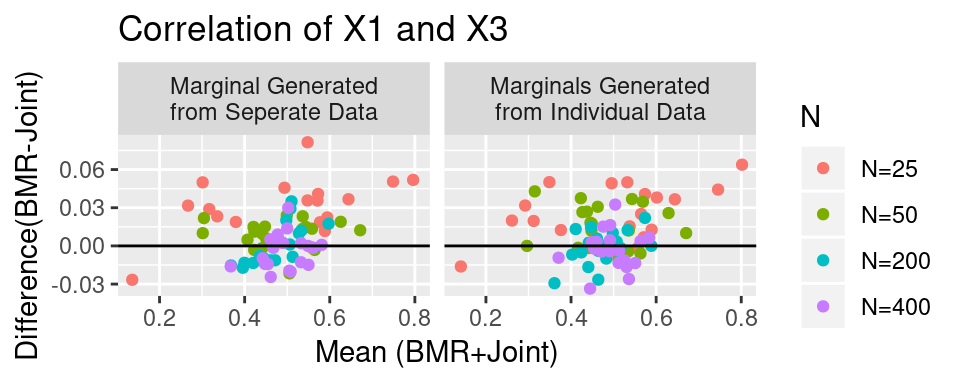 Correlation of X1 and X3
Marginal Generated
from Seperate Data
Marginals Generated
from Individual Data
Difference(BMR-Joint)
0.06
0.03
0.00
-0.03
0.2 0.4 0.6 0.8
0.2 0.4 0.6 0.8
Mean (BMR+Joint)
N
N=25
N=50
N=200
N=400